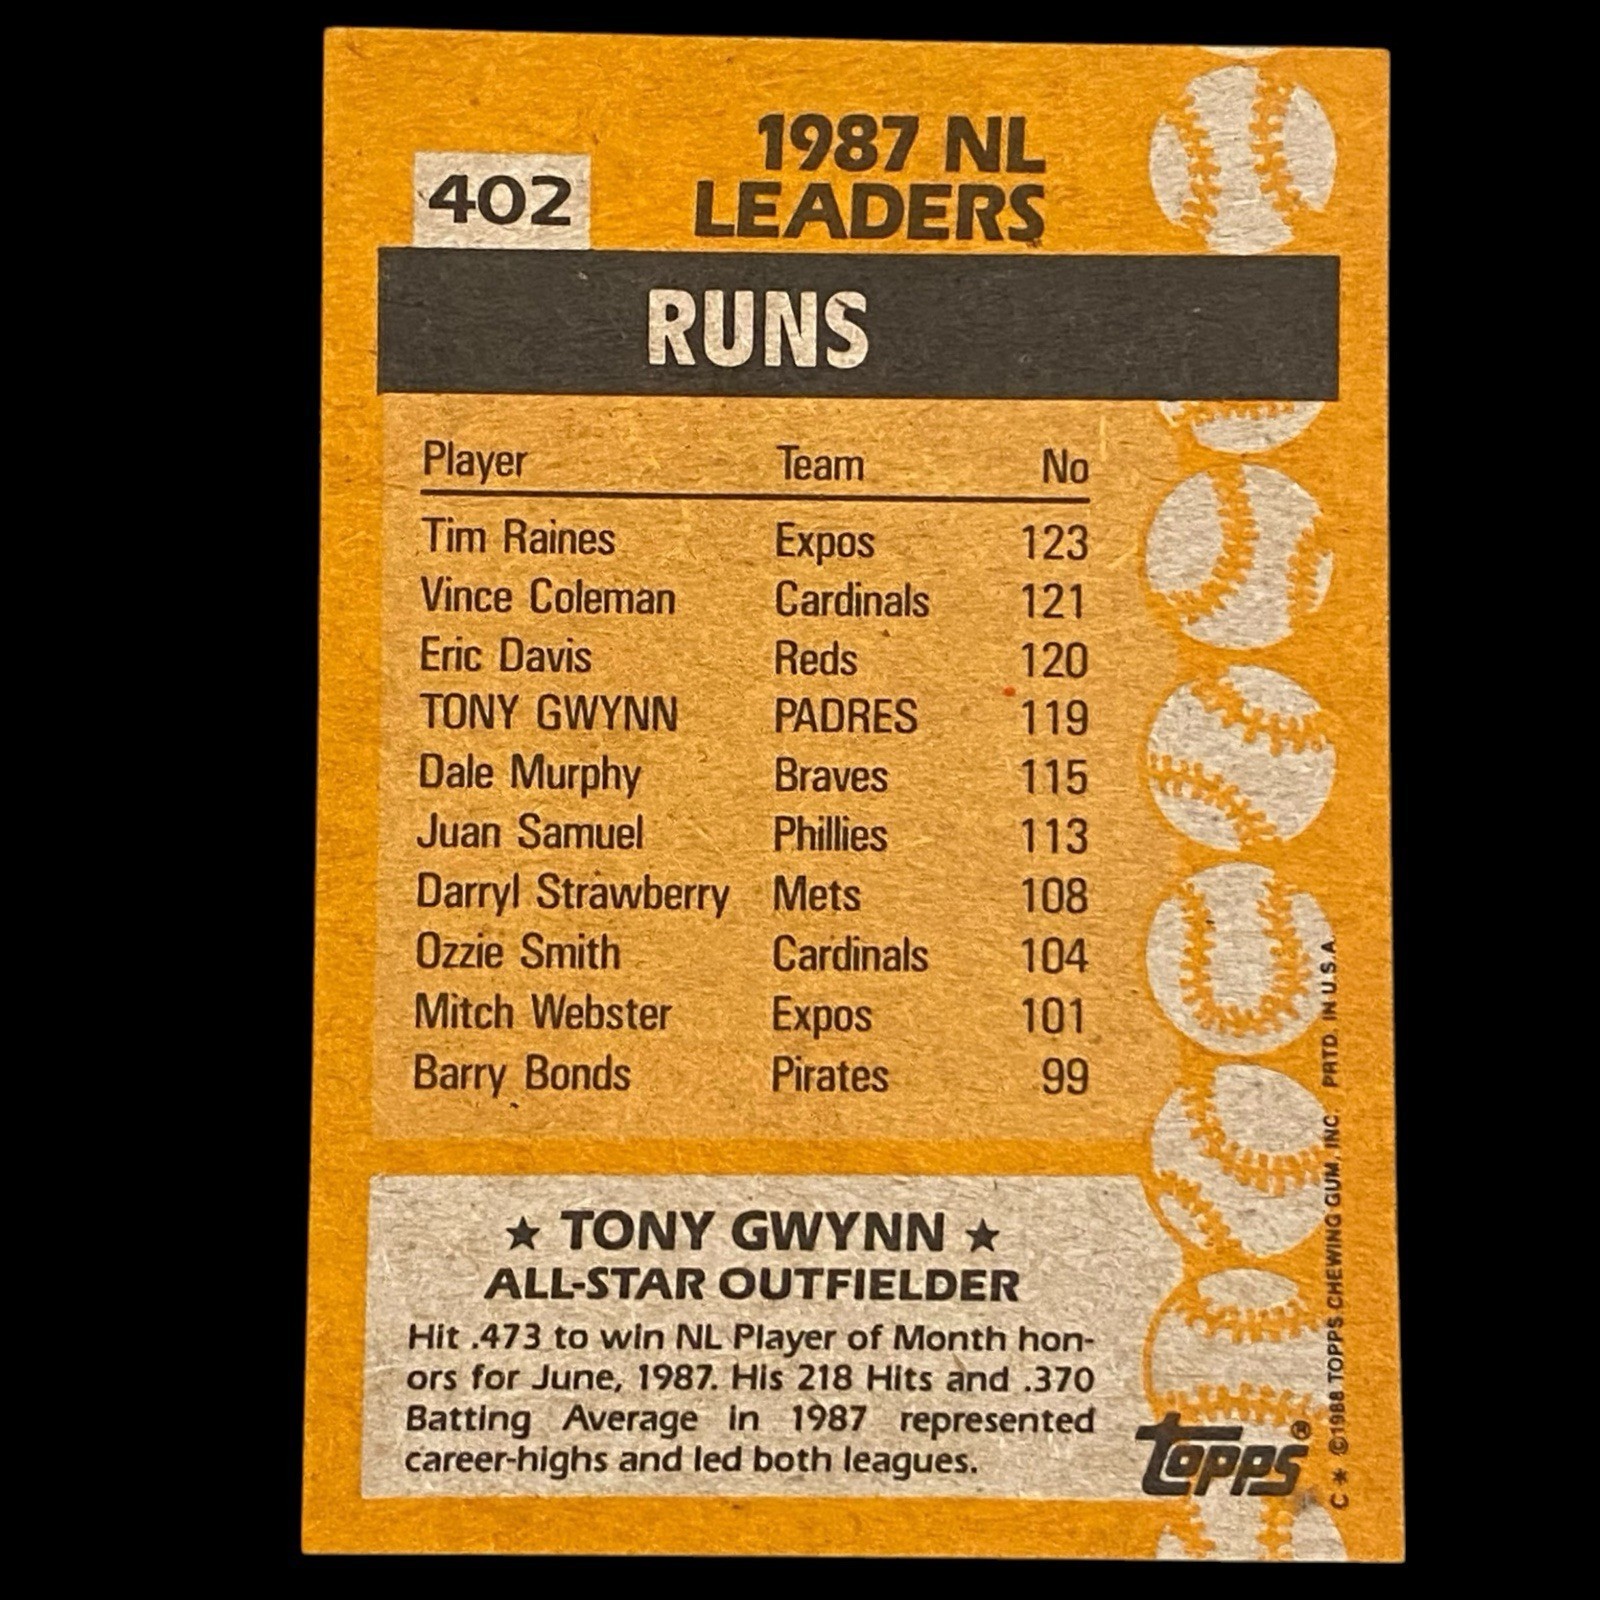 402
1987 NL
LEADERS
RUNS
Player Team No
Tim Raines Expos 123
Vince Coleman Cardinals 121
Eric Davis Reds 120
TONY GWYNN PADRES 119
Dale Murphy Braves 115
Juan Samuel Phillies 113
Darryl Strawberry Mets 108
Ozzie Smith Cardinals 104
Mitch Webster Expos 101
Barry Bonds Pirates 99
★ TONY GWYNN ★
ALL-STAR OUTFIELDER
Hit .473 to win NL Player of Month hon-
ors for June, 1987. His 218 Hits and .370
Batting Average in 1987 represented
career-highs and led both leagues.
topps®
C * ©1988 TOPPS CHEWING GUM, INC. PRTD. IN U.S.A.